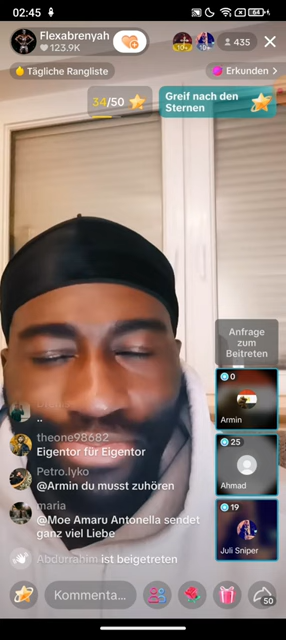 02:45
64
Flexabrenyah
123.9K
435
Tägliche Rangliste
Erkunden >
34/50
Greif nach den
Sternen
Anfrage
zum
Beitreten
0
Armin
25
Ahmad
19
Juli Sniper
..
theone98682
Eigentor für Eigentor
Petro.lyko
@Armin du musst zuhören
maria
@Moe Amaru Antonella sendet
ganz viel Liebe
Abdurrahim ist beigetreten
Kommenta...
50